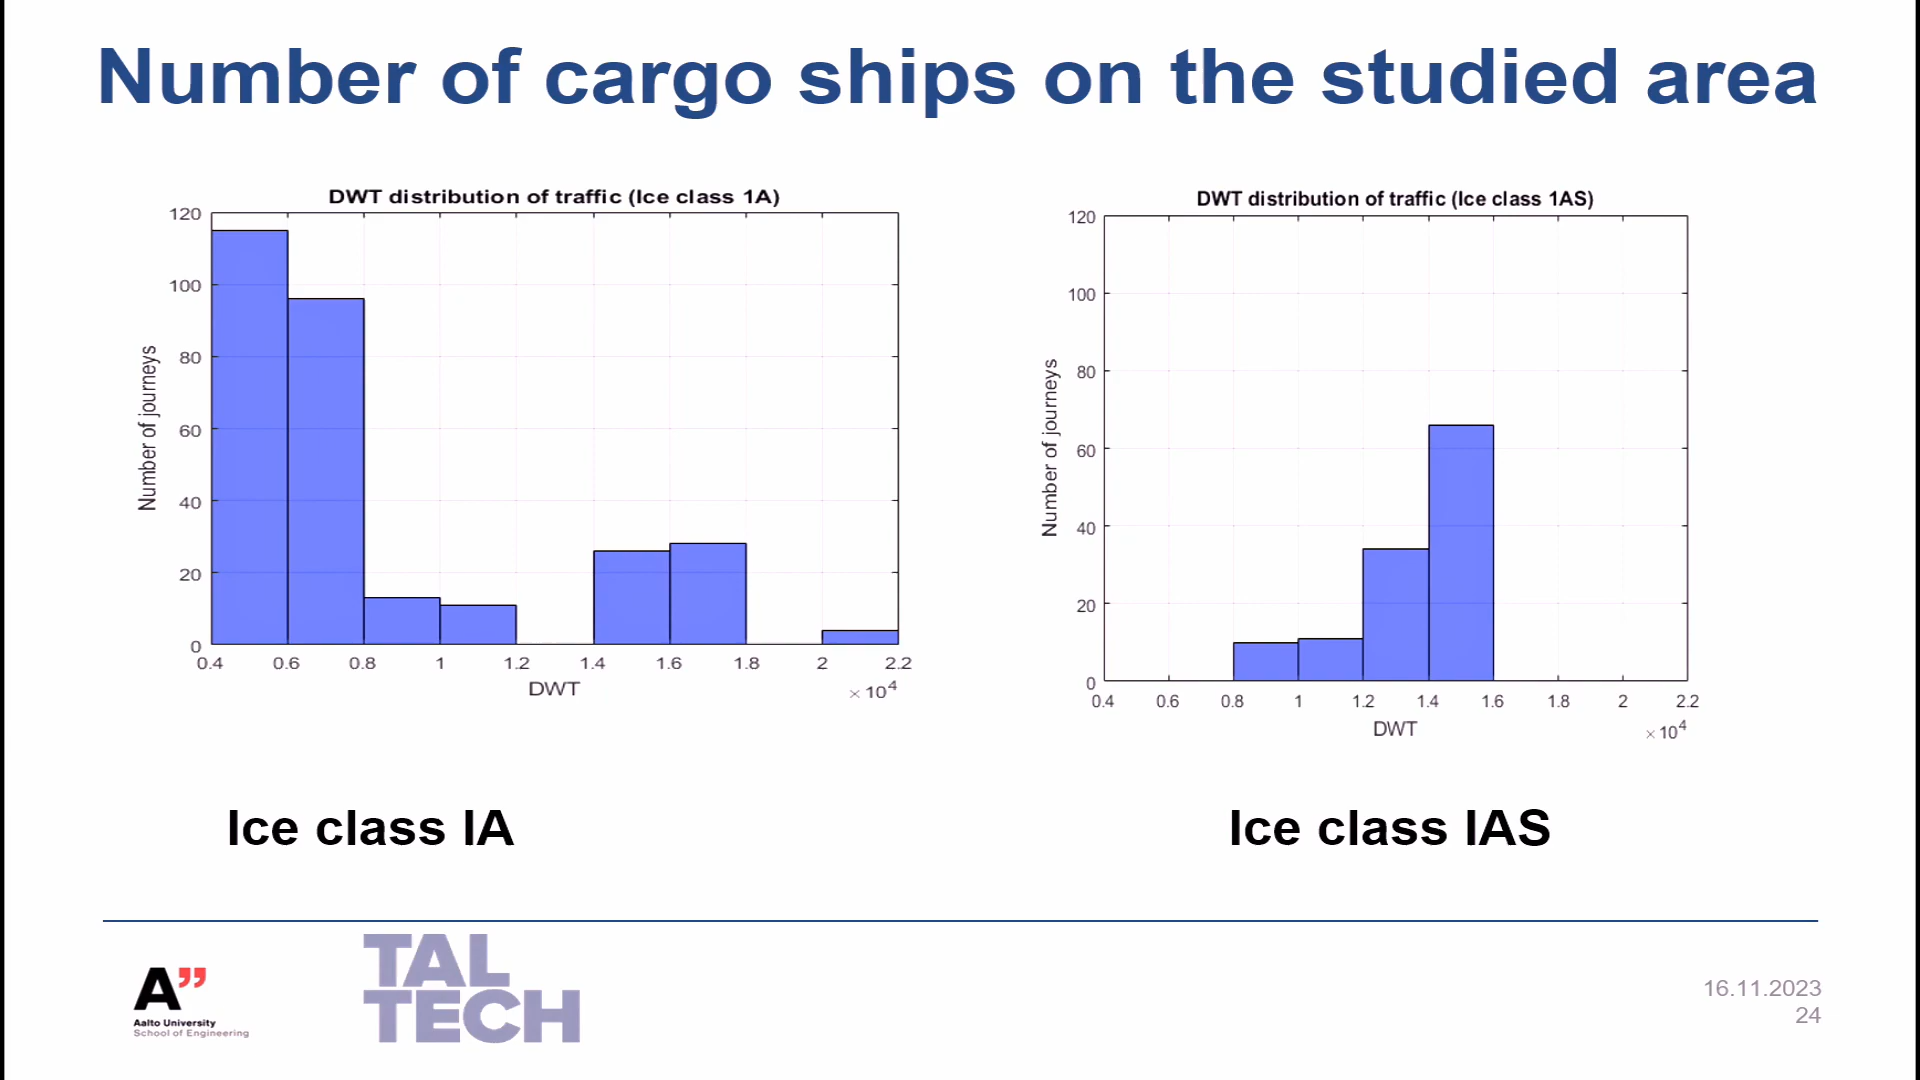 Number of cargo ships on the studied area
DWT distribution of traffic (Ice class 1A)
120
100
80
60
40
20
0
Number of journeys
0.4 0.6 0.8 1 1.2 1.4 1.6 1.8 2 2.2
DWT
×10⁴
DWT distribution of traffic (Ice class 1AS)
120
100
80
60
40
20
0
Number of journeys
0.4 0.6 0.8 1 1.2 1.4 1.6 1.8 2 2.2
DWT
×10⁴
Ice class IA
Ice class IAS
A”
Aalto University
School of Engineering
TAL
TECH
16.11.2023
24